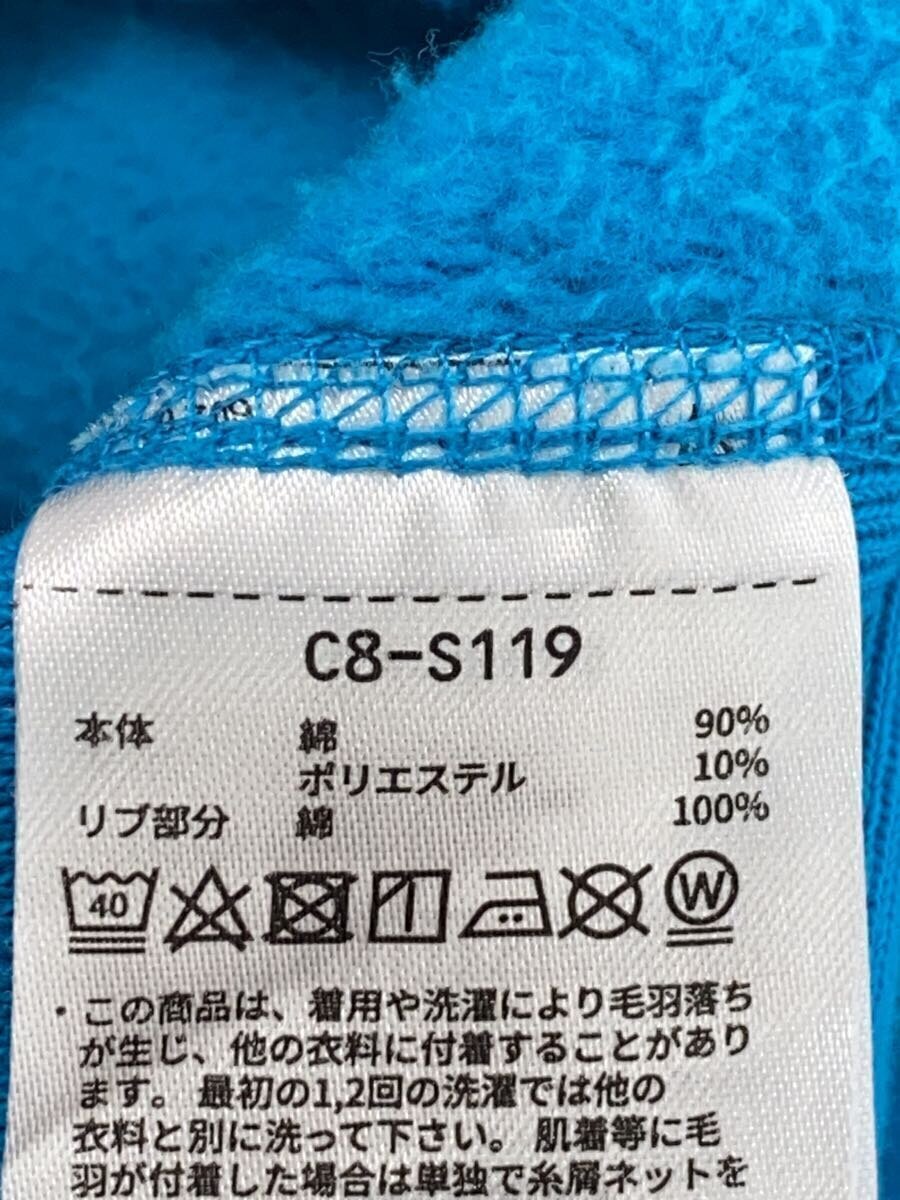 C8-S119
本体 綿 90%
ポリエステル 10%
リブ部分 綿 100%
40 W
・この商品は、着用や洗濯により毛羽落ち
が生じ、他の衣料に付着することがあり
ます。最初の1,2回の洗濯では他の
衣料と別に洗って下さい。肌着等に毛
羽が付着した場合は単独で糸屑ネットを